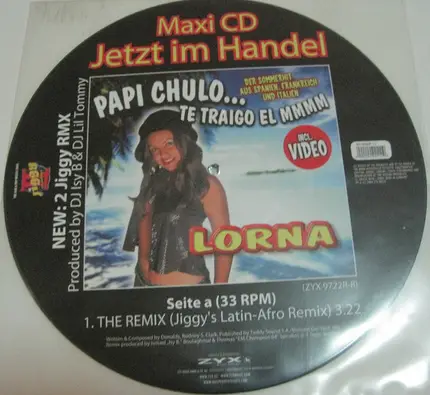 Maxi CD
Jetzt im Handel
DER SOMMERHIT
AUS SPANIEN, FRANKREICH
UND ITALIEN
PAPI CHULO...
TE TRAIGO EL MMMM
INCL.
VIDEO
LORNA
NEW: 2 Jiggy RMX
Produced by DJ Isy B & DJ Lil Tommy
(ZYX 9722R-8)
Seite a (33 RPM)
1. THE REMIX (Jiggy's Latin-Afro Remix) 3.22
ZYX